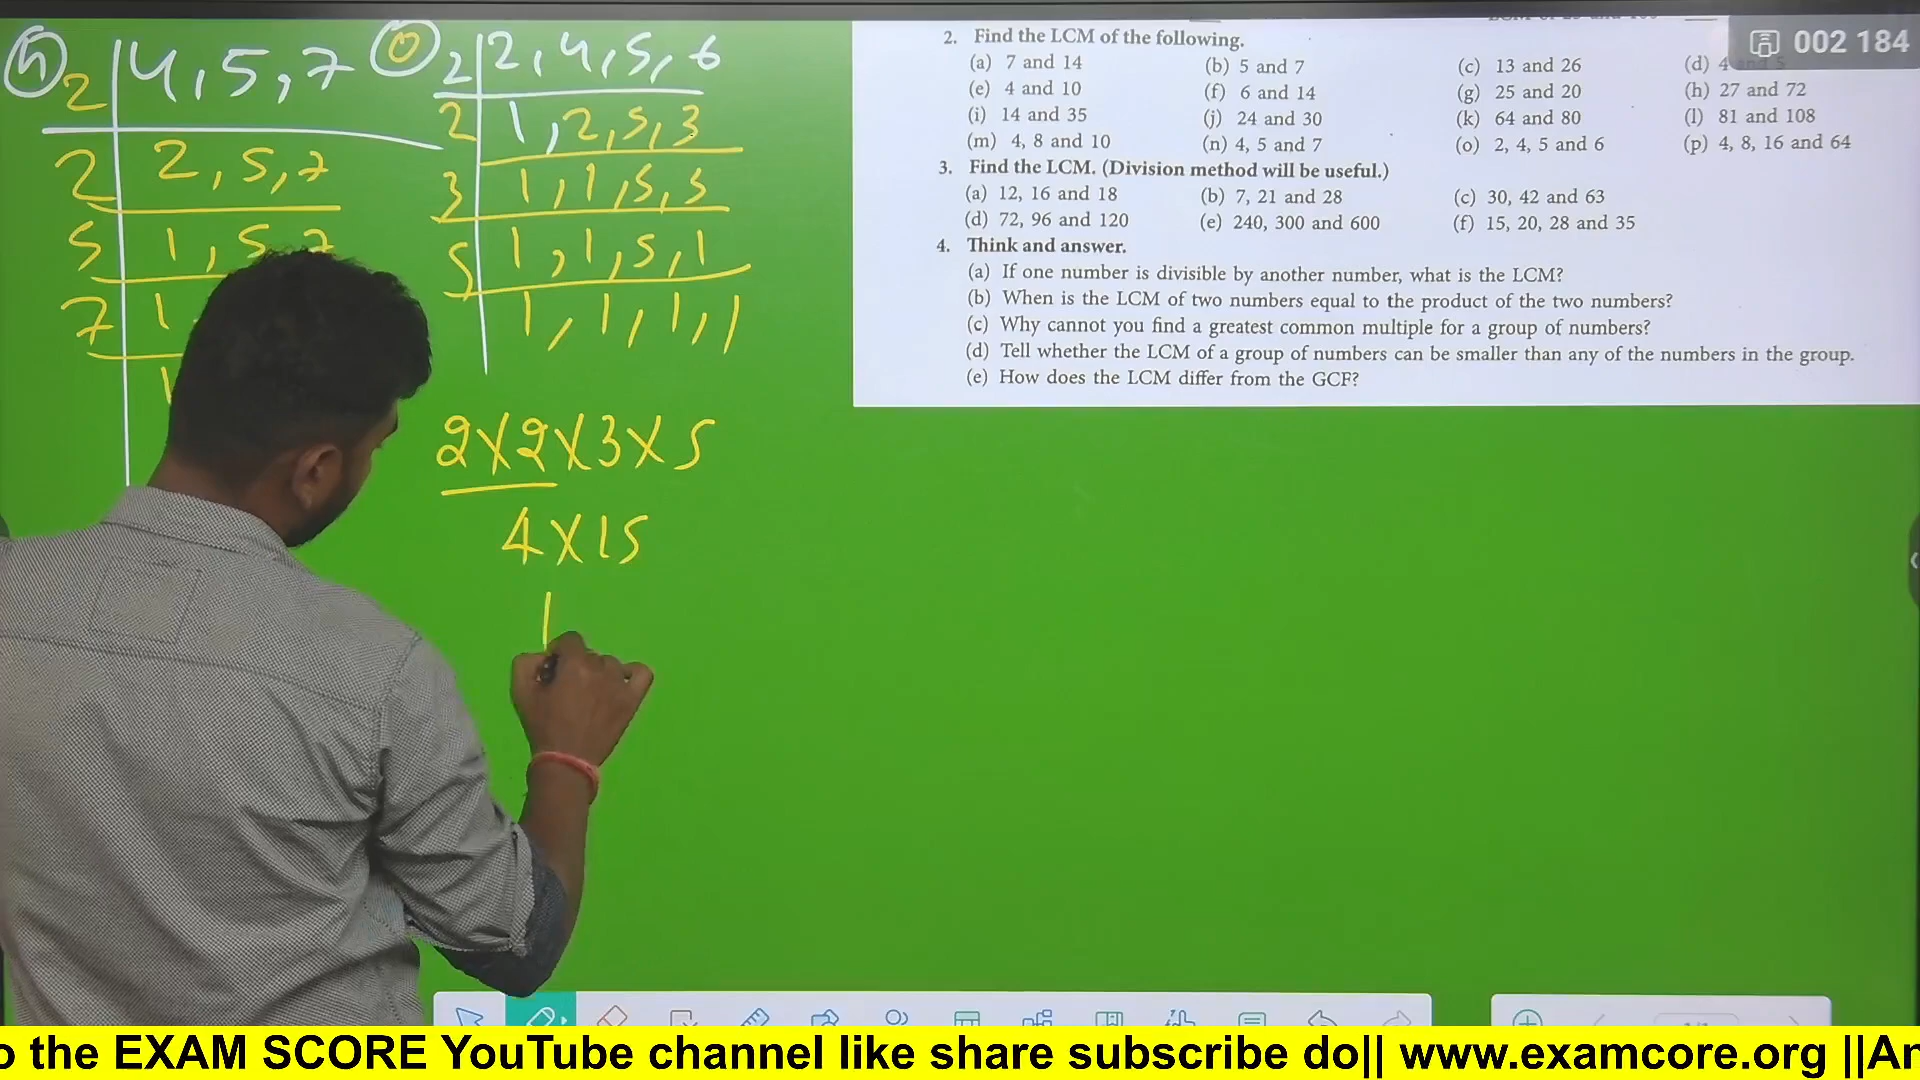 n 2 | 4, 5, 7
2 | 2, 5, 7
5 | 1, 5, 7
7 | 1
1
o 2 | 2, 4, 5, 6
2 | 1, 2, 5, 3
3 | 1, 1, 5, 3
5 | 1, 1, 5, 1
1, 1, 1, 1
2 X 2 X 3 X 5
4 X 15
2. Find the LCM of the following.
(a) 7 and 14 (b) 5 and 7 (c) 13 and 26 (d) 4 and 5
(e) 4 and 10 (f) 6 and 14 (g) 25 and 20 (h) 27 and 72
(i) 14 and 35 (j) 24 and 30 (k) 64 and 80 (l) 81 and 108
(m) 4, 8 and 10 (n) 4, 5 and 7 (o) 2, 4, 5 and 6 (p) 4, 8, 16 and 64
3. Find the LCM. (Division method will be useful.)
(a) 12, 16 and 18 (b) 7, 21 and 28 (c) 30, 42 and 63
(d) 72, 96 and 120 (e) 240, 300 and 600 (f) 15, 20, 28 and 35
4. Think and answer.
(a) If one number is divisible by another number, what is the LCM?
(b) When is the LCM of two numbers equal to the product of the two numbers?
(c) Why cannot you find a greatest common multiple for a group of numbers?
(d) Tell whether the LCM of a group of numbers can be smaller than any of the numbers in the group.
(e) How does the LCM differ from the GCF?
002 184
o the EXAM SCORE YouTube channel like share subscribe do|| www.examcore.org ||An